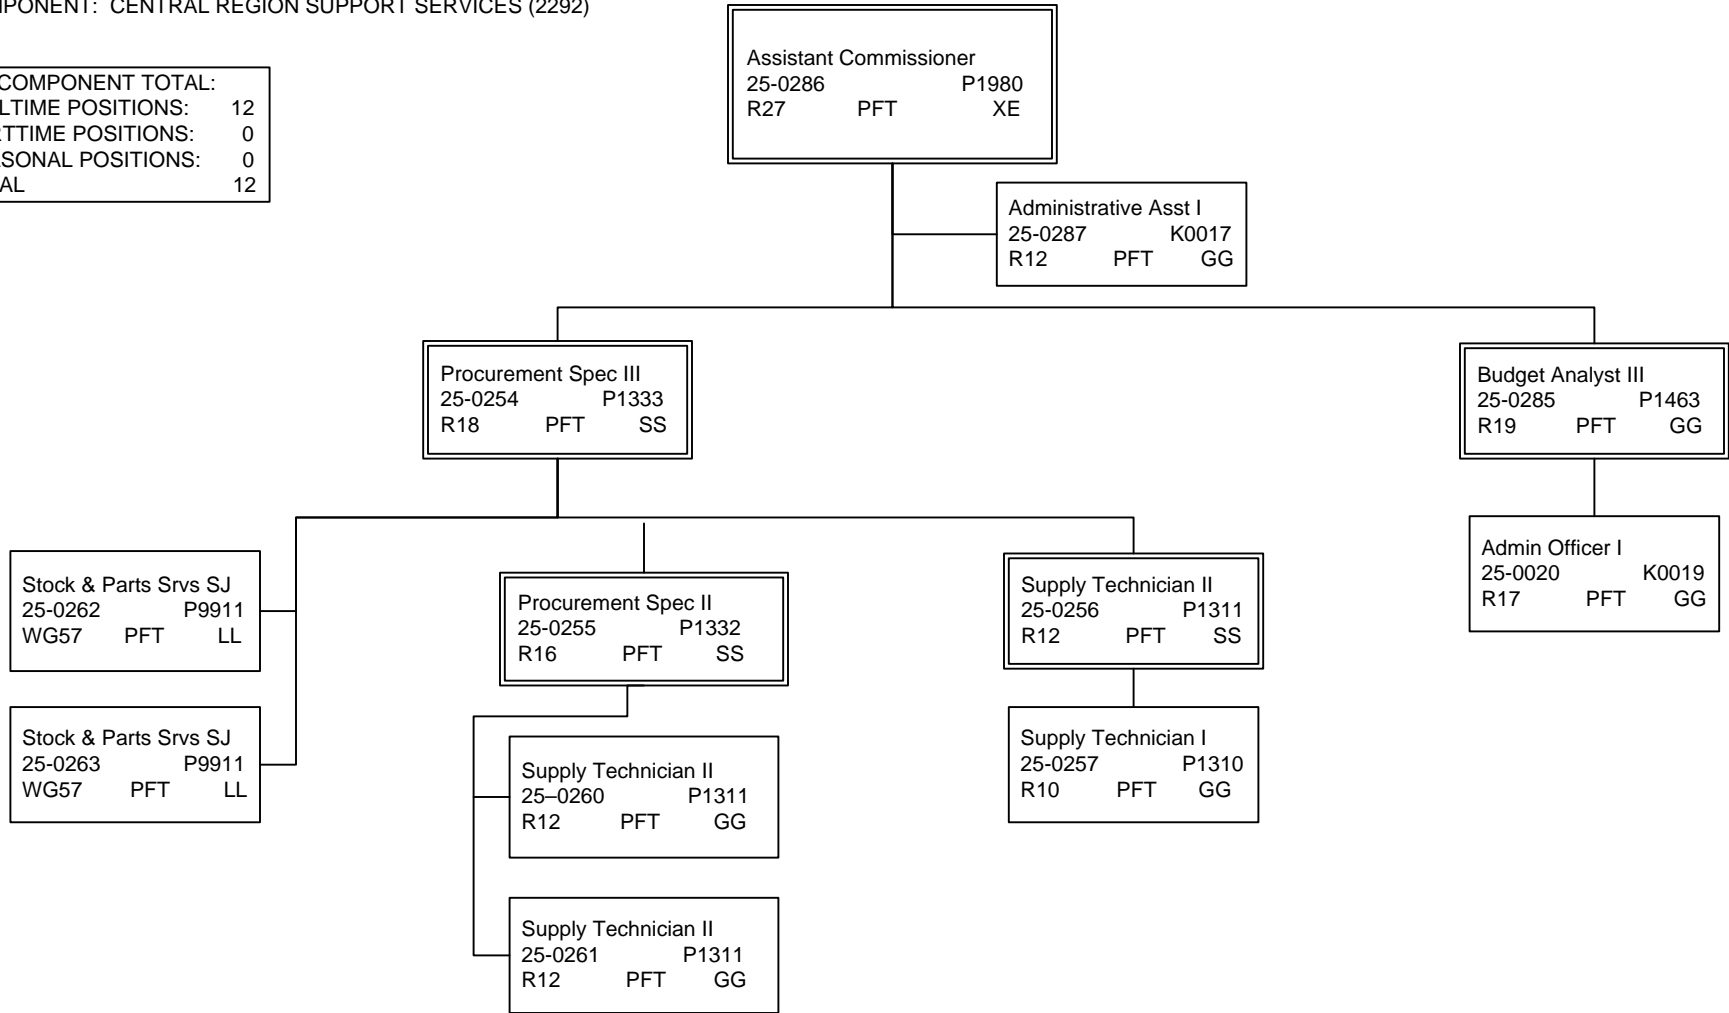 CENTRAL REGION SUPPORT SERVICES (2292)
COMPONENT TOTAL:
POSITIONS: 12
POSITIONS: 0
POSITIONS: 0
12
Assistant Commissioner
25-0286 P1980
R27 PFT XE
Administrative Asst I
25-0287 K0017
R12 PFT GG
Procurement Spec III
25-0254 P1333
R18 PFT SS
Budget Analyst III
25-0285 P1463
R19 PFT GG
Stock & Parts Srvs SJ
25-0262 P9911
WG57 PFT LL
Procurement Spec II
25-0255 P1332
R16 PFT SS
Supply Technician II
25-0256 P1311
R12 PFT SS
Admin Officer I
25-0020 K0019
R17 PFT GG
Stock & Parts Srvs SJ
25-0263 P9911
WG57 PFT LL
Supply Technician II
25–0260 P1311
R12 PFT GG
Supply Technician I
25-0257 P1310
R10 PFT GG
Supply Technician II
25-0261 P1311
R12 PFT GG